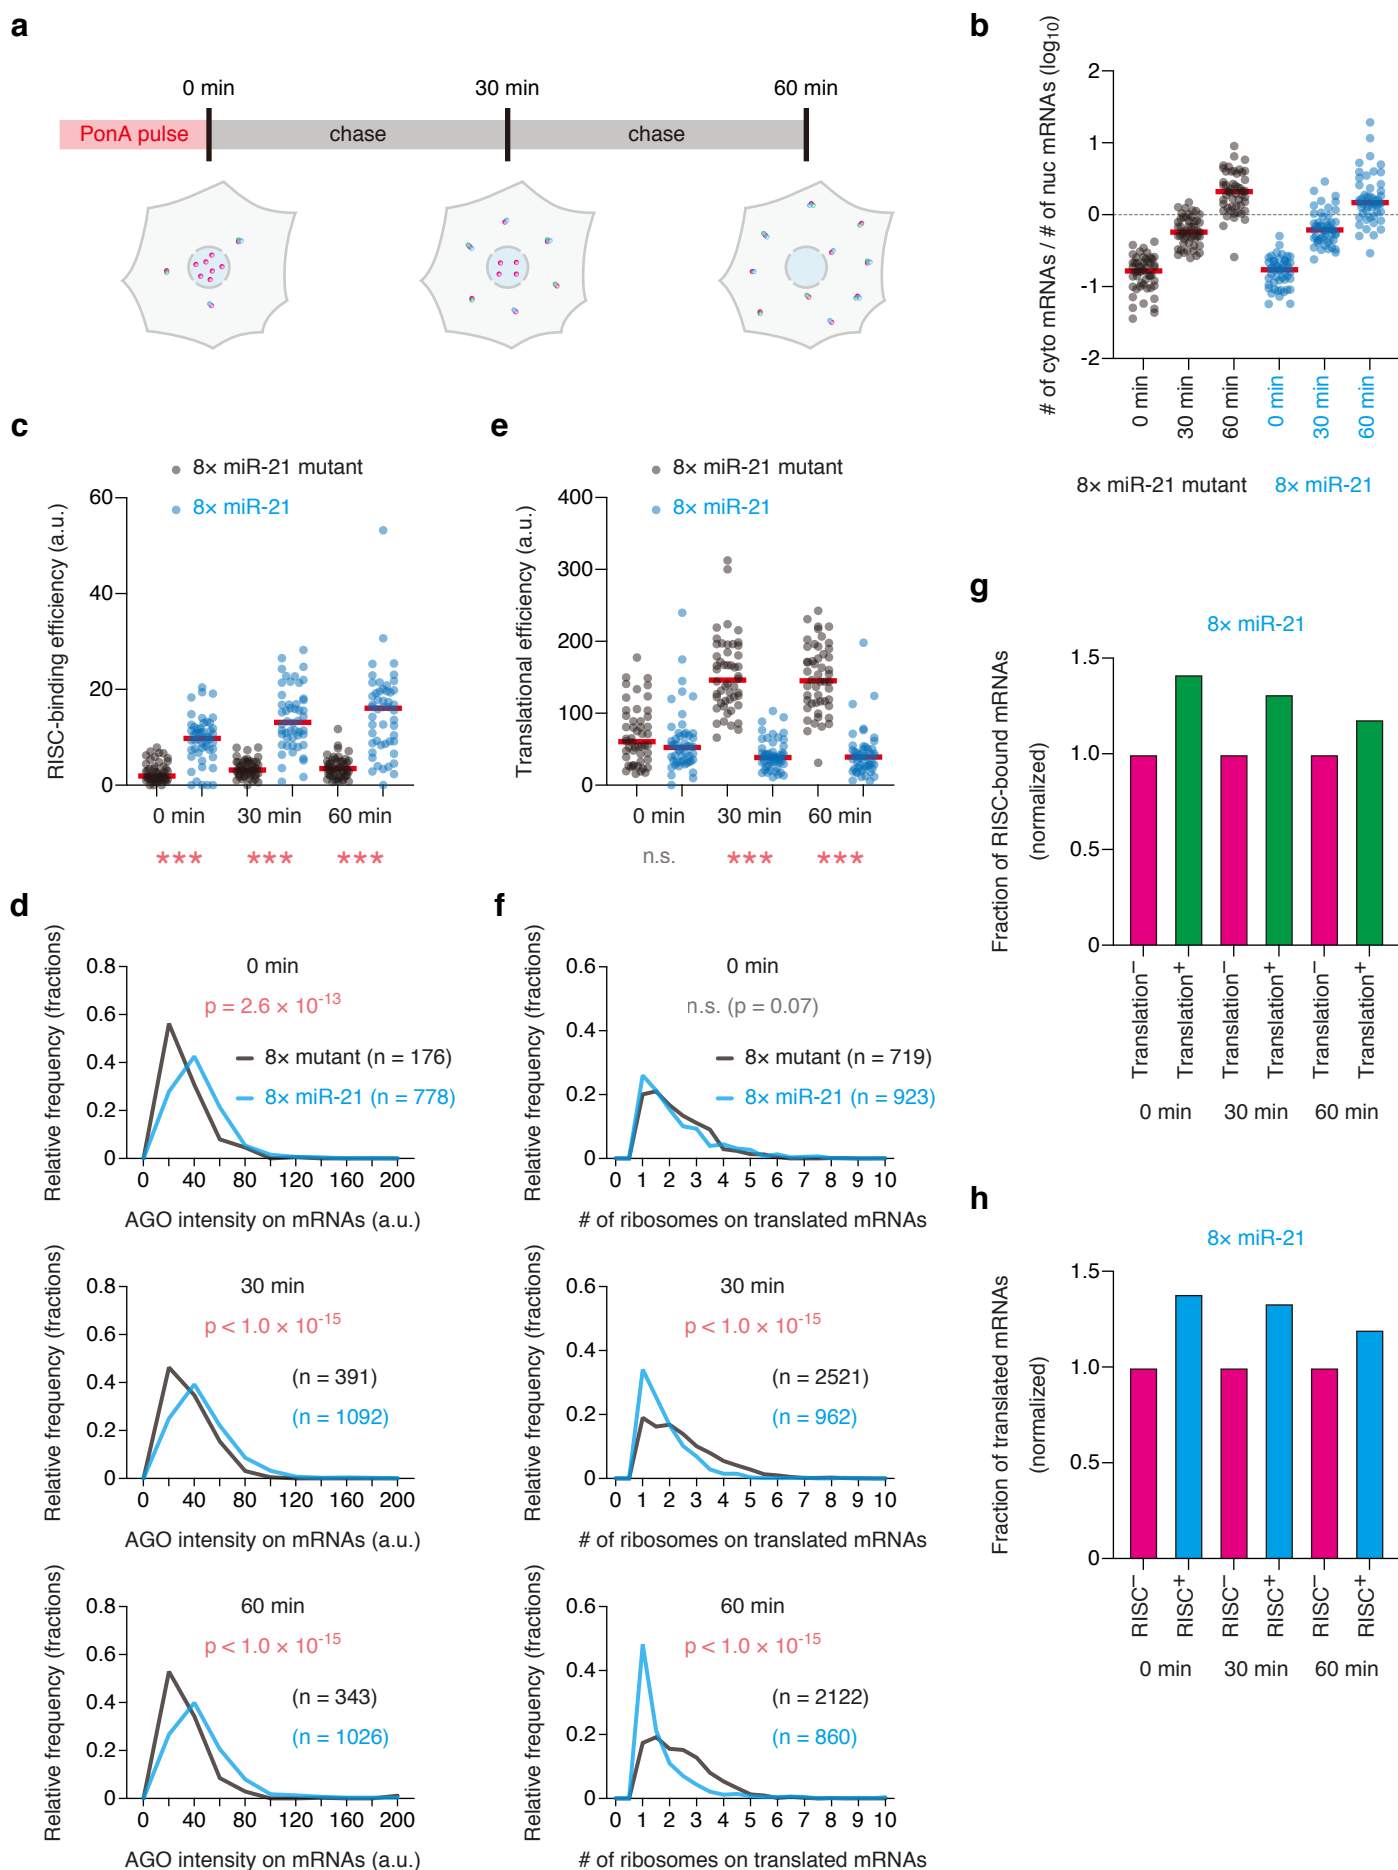 a
0 min
30 min
60 min
PonA pulse
chase
chase
b
# of cyto mRNAs / # of nuc mRNAs (log10)
2
1
0
-1
-2
0 min
30 min
60 min
0 min
30 min
60 min
8× miR-21 mutant
8× miR-21
c
8× miR-21 mutant
8× miR-21
RISC-binding efficiency (a.u.)
60
40
20
0
0 min
30 min
60 min
***
***
***
e
8× miR-21 mutant
8× miR-21
Translational efficiency (a.u.)
400
300
200
100
0
0 min
30 min
60 min
n.s.
***
***
g
8× miR-21
Fraction of RISC-bound mRNAs
(normalized)
1.5
1.0
0.5
0
Translation−
Translation+
Translation−
Translation+
Translation−
Translation+
0 min
30 min
60 min
d
Relative frequency (fractions)
0.8
0.6
0.4
0.2
0
0 min
p = 2.6 × 10-13
8× mutant (n = 176)
8× miR-21 (n = 778)
0
40
80
120
160
200
AGO intensity on mRNAs (a.u.)
Relative frequency (fractions)
0.8
0.6
0.4
0.2
0
30 min
p < 1.0 × 10-15
(n = 391)
(n = 1092)
0
40
80
120
160
200
AGO intensity on mRNAs (a.u.)
Relative frequency (fractions)
0.8
0.6
0.4
0.2
0
60 min
p < 1.0 × 10-15
(n = 343)
(n = 1026)
0
40
80
120
160
200
AGO intensity on mRNAs (a.u.)
f
Relative frequency (fractions)
0.6
0.4
0.2
0
0 min
n.s. (p = 0.07)
8× mutant (n = 719)
8× miR-21 (n = 923)
0 1 2 3 4 5 6 7 8 9 10
# of ribosomes on translated mRNAs
Relative frequency (fractions)
0.6
0.4
0.2
0
30 min
p < 1.0 × 10-15
(n = 2521)
(n = 962)
0 1 2 3 4 5 6 7 8 9 10
# of ribosomes on translated mRNAs
Relative frequency (fractions)
0.6
0.4
0.2
0
60 min
p < 1.0 × 10-15
(n = 2122)
(n = 860)
0 1 2 3 4 5 6 7 8 9 10
# of ribosomes on translated mRNAs
h
8× miR-21
Fraction of translated mRNAs
(normalized)
1.5
1.0
0.5
0
RISC−
RISC+
RISC−
RISC+
RISC−
RISC+
0 min
30 min
60 min